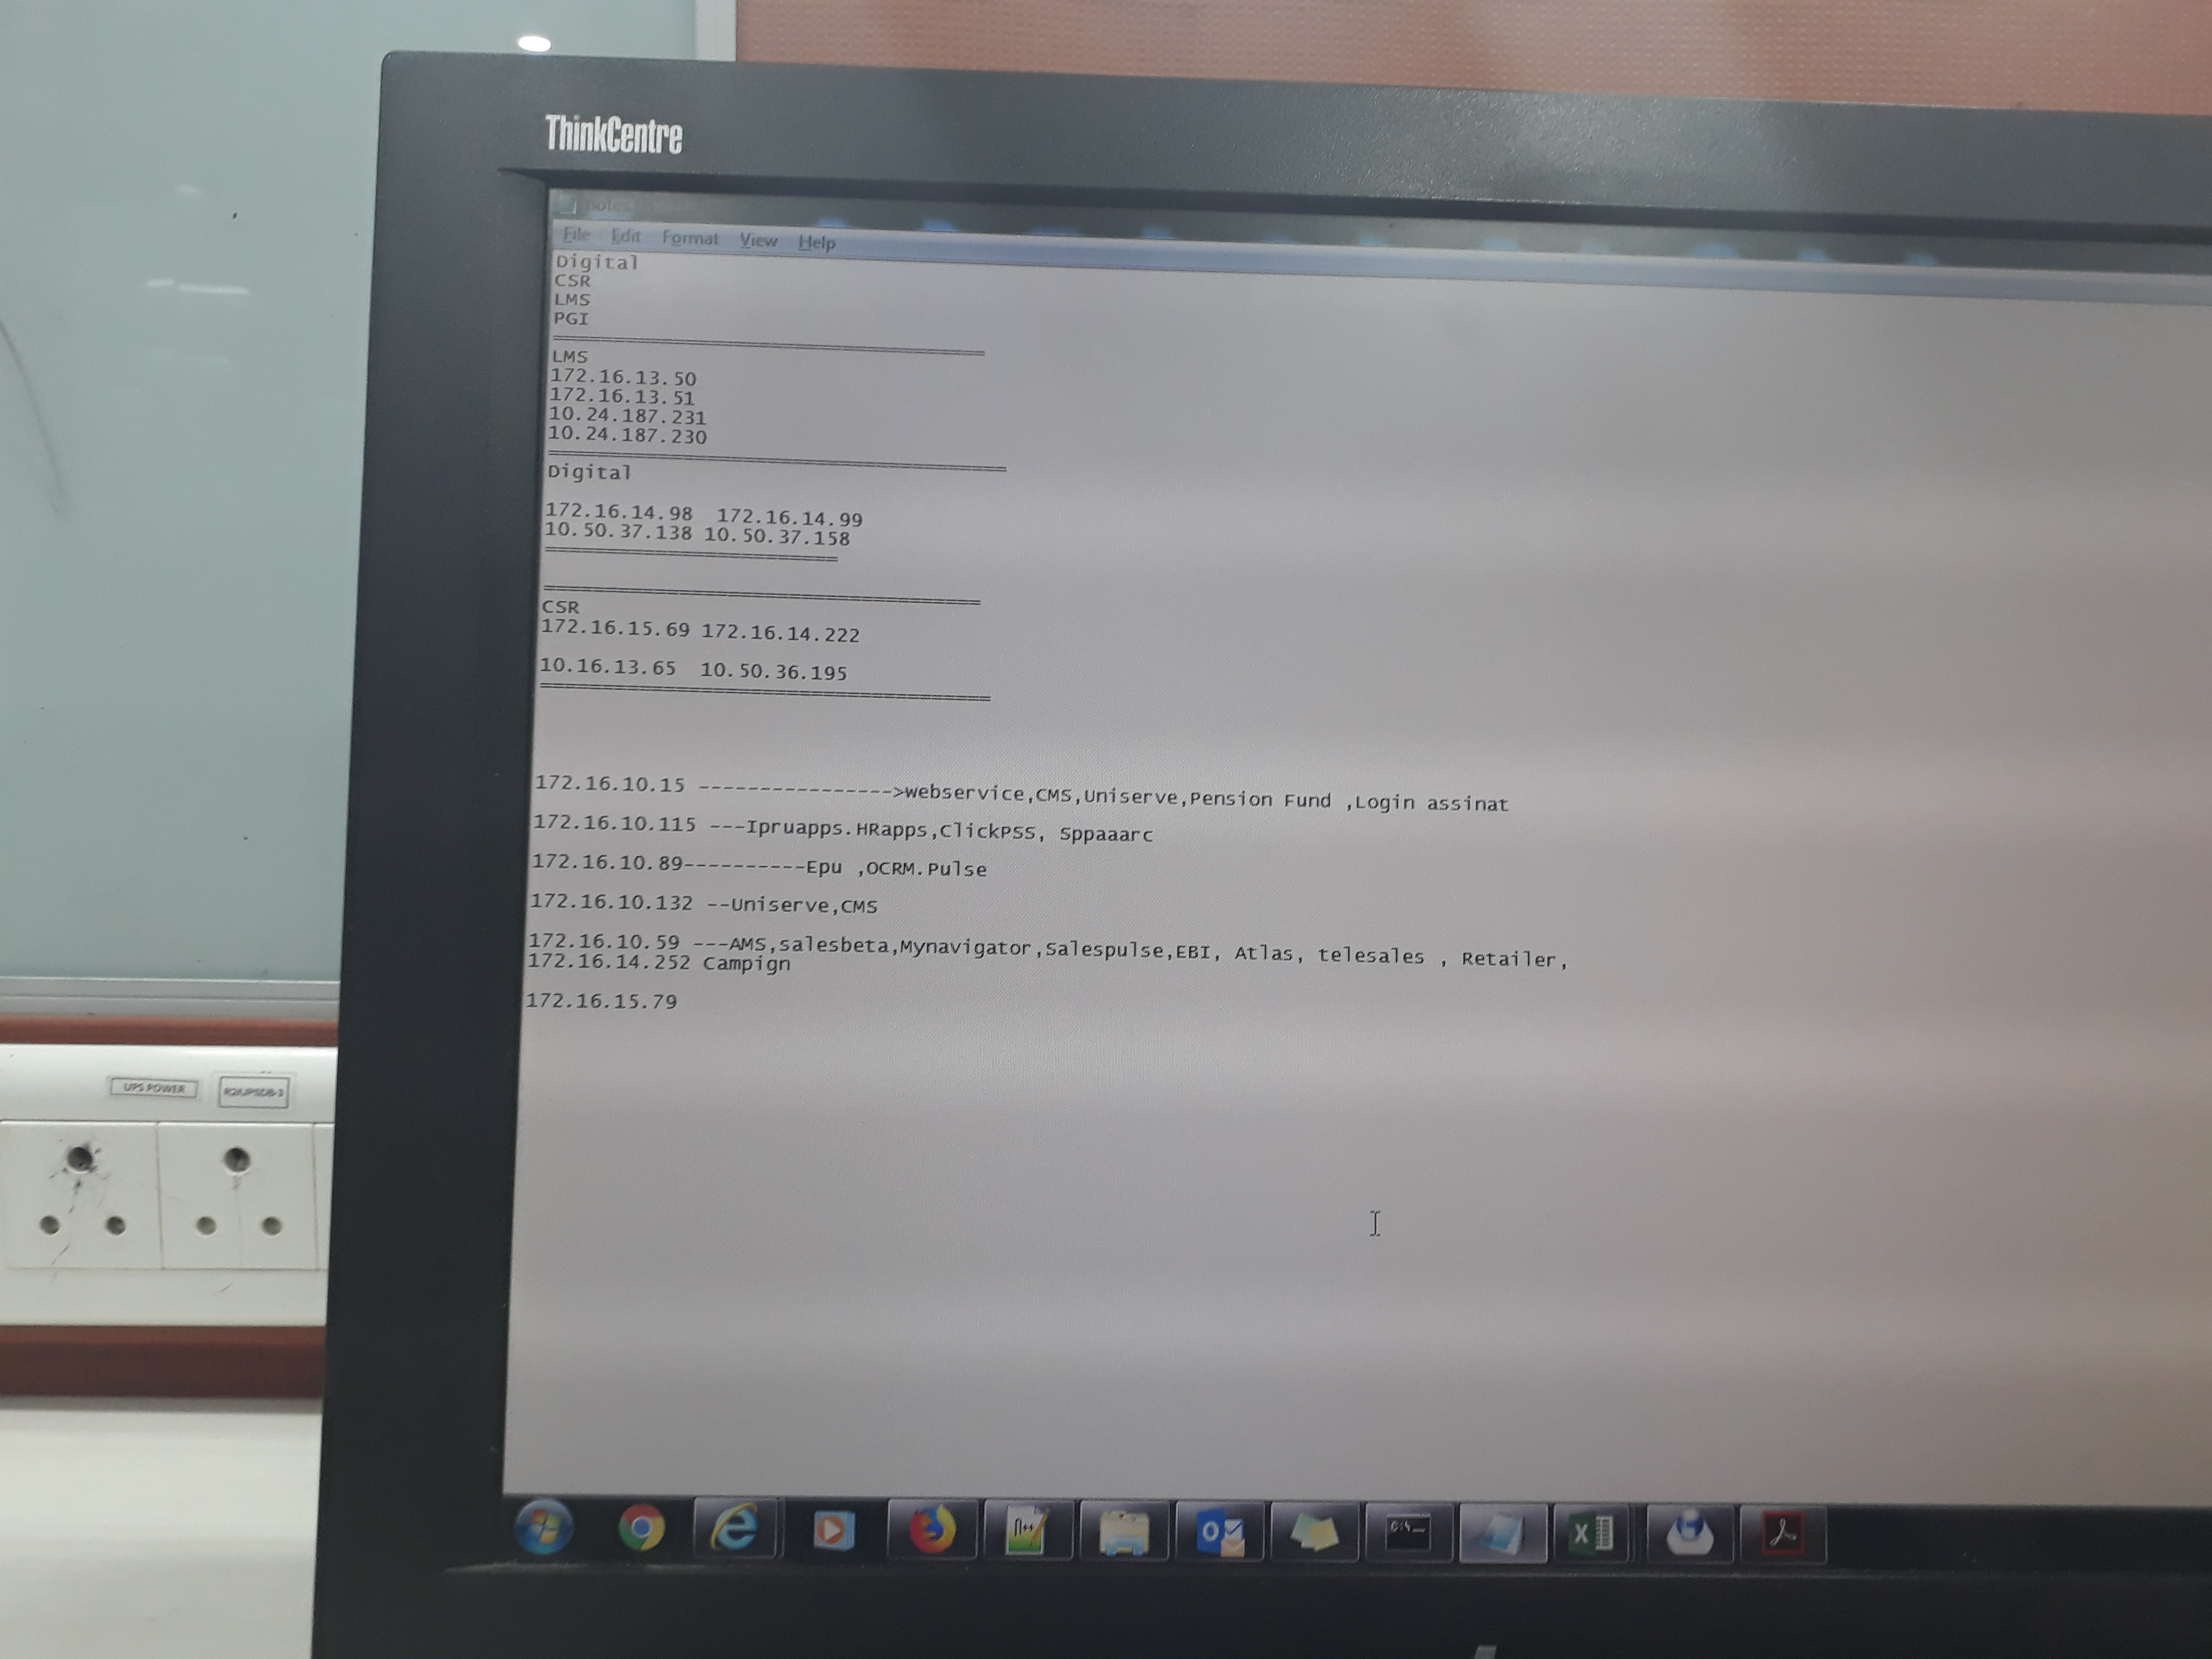 ThinkCentre
notes
File Edit Format View Help
Digital
CSR
LMS
PGI
LMS
172.16.13.50
172.16.13.51
10.24.187.231
10.24.187.230
Digital
172.16.14.98 172.16.14.99
10.50.37.138 10.50.37.158
CSR
172.16.15.69 172.16.14.222
10.16.13.65 10.50.36.195
172.16.10.15 ---------------->webservice,CMS,Uniserve,Pension Fund ,Login assinat
172.16.10.115 ---Ipruapps.HRapps,ClickPSS, Sppaaarc
172.16.10.89----------Epu ,OCRM.Pulse
172.16.10.132 --Uniserve,CMS
172.16.10.59 ---AMS,salesbeta,Mynavigator,Salespulse,EBI, Atlas, telesales , Retailer,
172.16.14.252 Campign
172.16.15.79
UPS POWER